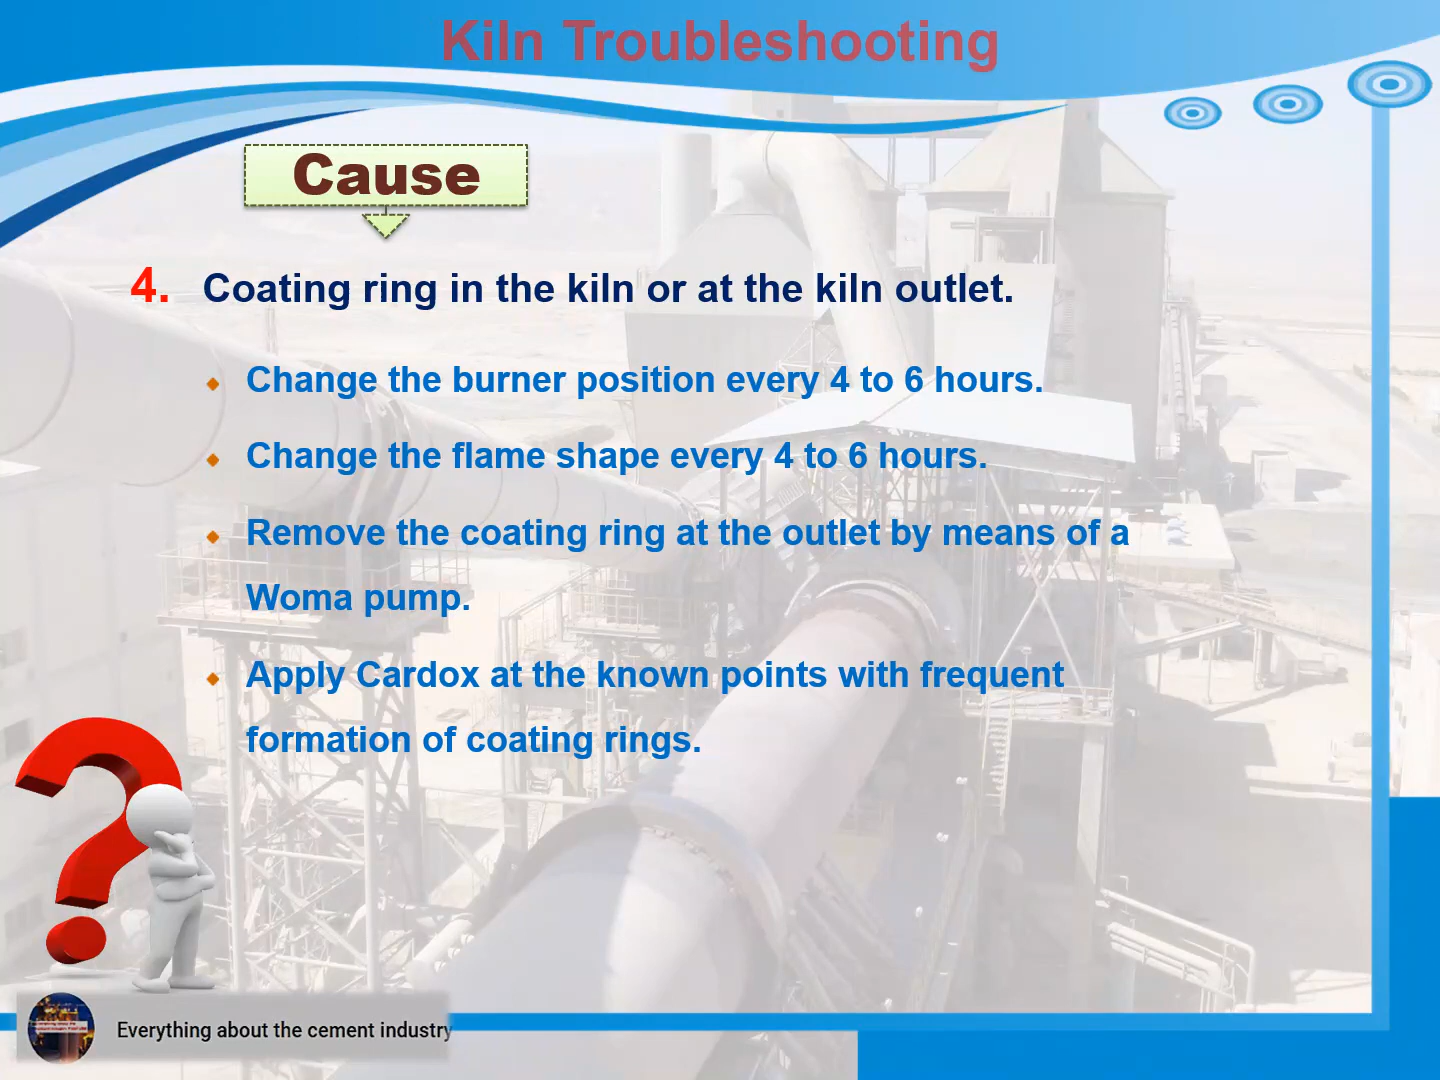 Kiln Troubleshooting
Cause
4. Coating ring in the kiln or at the kiln outlet.
Change the burner position every 4 to 6 hours.
Change the flame shape every 4 to 6 hours.
Remove the coating ring at the outlet by means of a
Woma pump.
Apply Cardox at the known points with frequent
formation of coating rings.
Everything about the cement industry